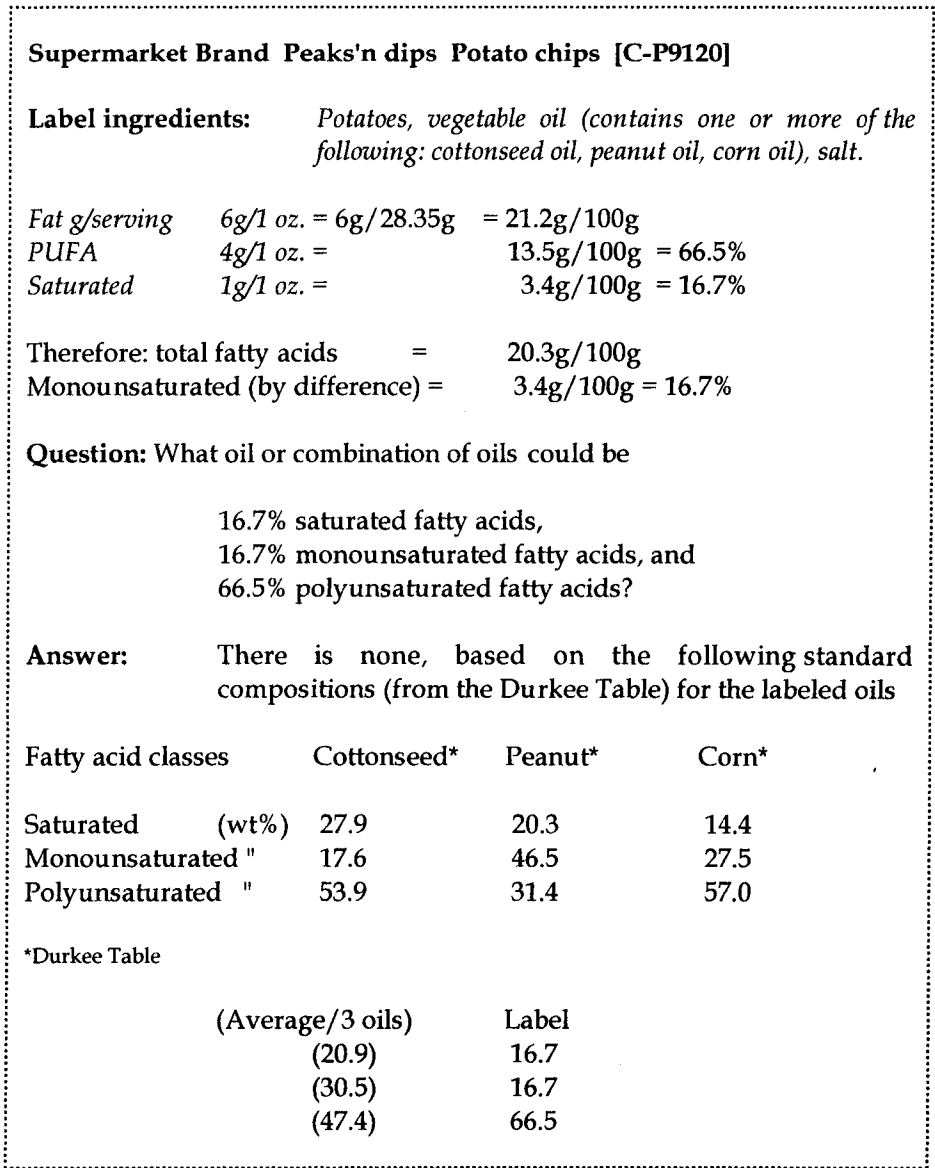 Supermarket Brand Peaks'n dips Potato chips [C-P9120]
Label ingredients: Potatoes, vegetable oil (contains one or more of the
following: cottonseed oil, peanut oil, corn oil), salt.
Fat g/serving 6g/1 oz. = 6g/28.35g = 21.2g/100g
PUFA 4g/1 oz. = 13.5g/100g = 66.5%
Saturated 1g/1 oz. = 3.4g/100g = 16.7%
Therefore: total fatty acids = 20.3g/100g
Monounsaturated (by difference) = 3.4g/100g = 16.7%
Question: What oil or combination of oils could be
16.7% saturated fatty acids,
16.7% monounsaturated fatty acids, and
66.5% polyunsaturated fatty acids?
Answer: There is none, based on the following standard
compositions (from the Durkee Table) for the labeled oils
Fatty acid classes Cottonseed* Peanut* Corn*
Saturated (wt%) 27.9 20.3 14.4
Monounsaturated " 17.6 46.5 27.5
Polyunsaturated " 53.9 31.4 57.0
*Durkee Table
(Average/3 oils) Label
(20.9) 16.7
(30.5) 16.7
(47.4) 66.5